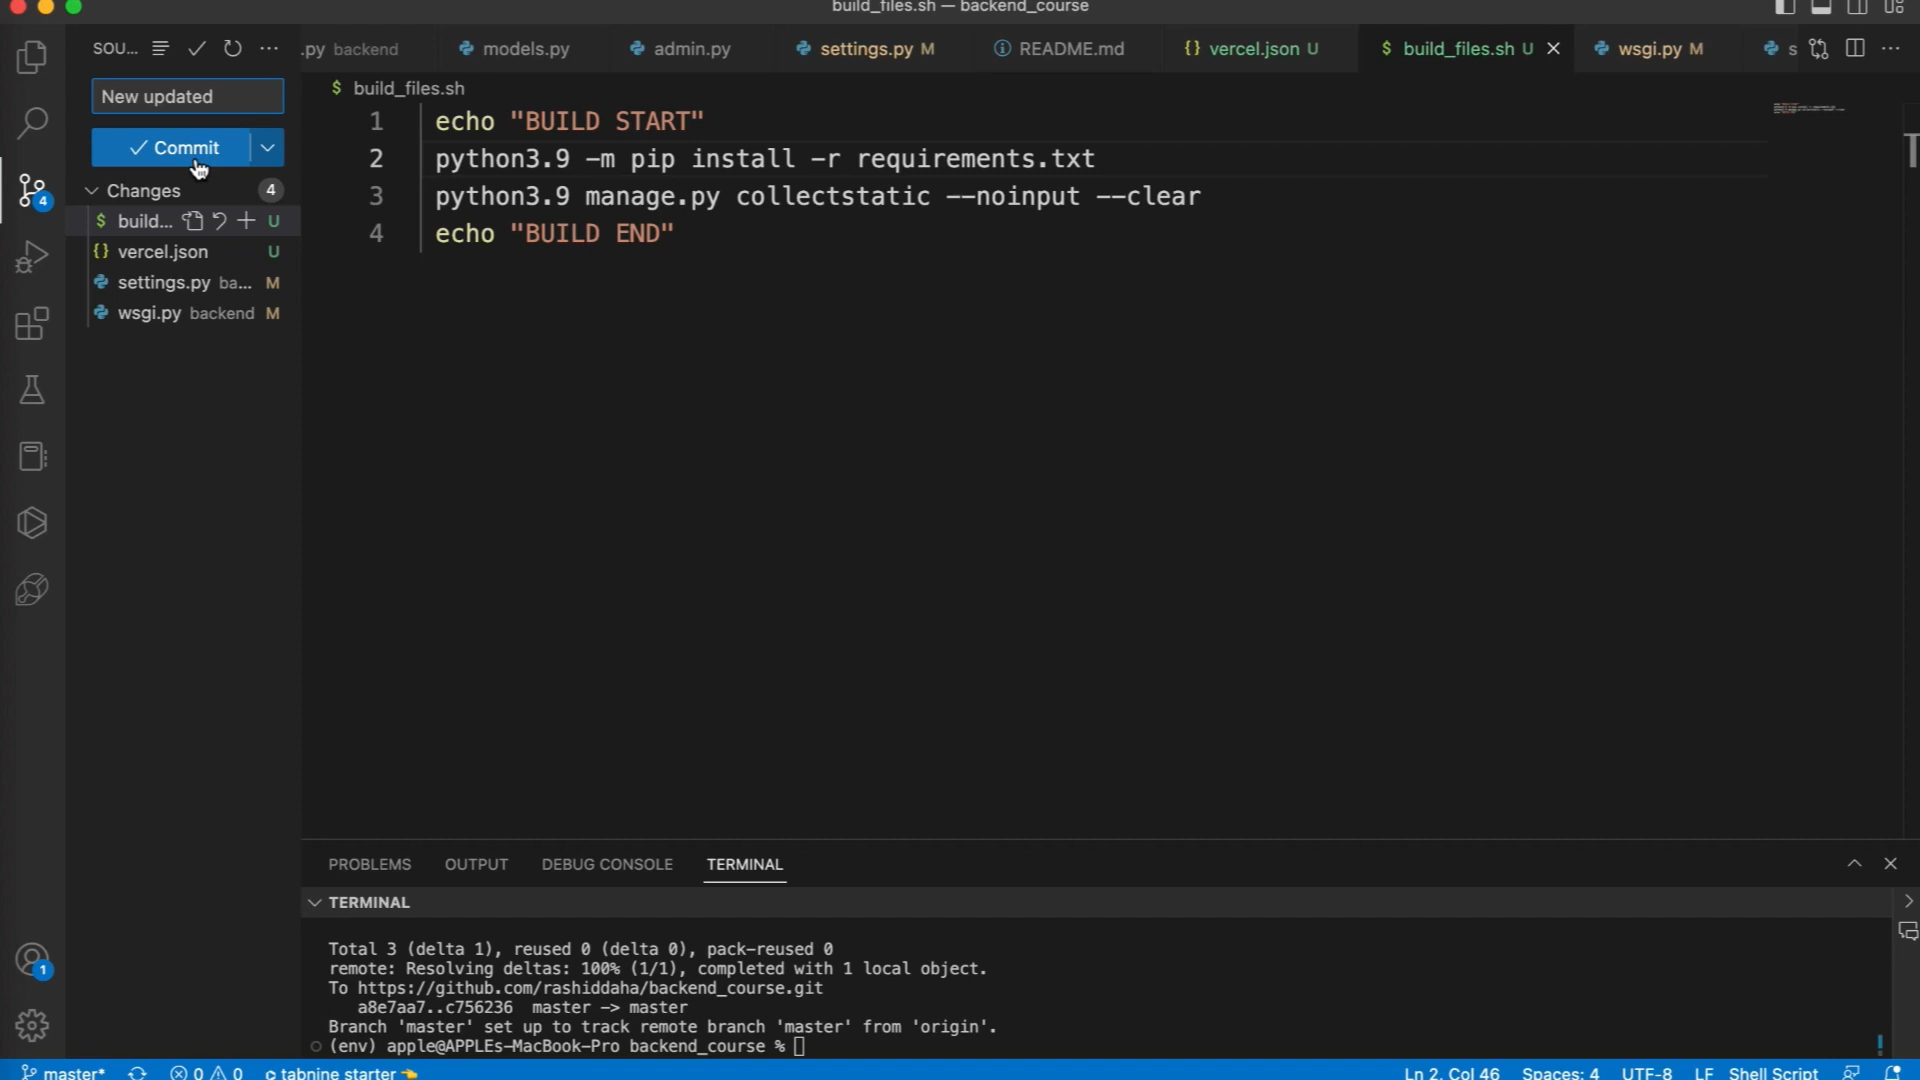 build_files.sh — backend_course
SOU...
.py backend
models.py
admin.py
settings.py M
README.md
{} vercel.json U
$ build_files.sh U
wsgi.py M
s
New updated
Commit
Changes 4
$ build... U
{} vercel.json U
settings.py ba... M
wsgi.py backend M
4
1
$ build_files.sh
1 echo "BUILD START"
2 python3.9 -m pip install -r requirements.txt
3 python3.9 manage.py collectstatic --noinput --clear
4 echo "BUILD END"
T
PROBLEMS OUTPUT DEBUG CONSOLE TERMINAL
TERMINAL
Total 3 (delta 1), reused 0 (delta 0), pack-reused 0
remote: Resolving deltas: 100% (1/1), completed with 1 local object.
To https://github.com/rashiddaha/backend_course.git
a8e7aa7..c756236 master -> master
Branch 'master' set up to track remote branch 'master' from 'origin'.
(env) apple@APPLEs-MacBook-Pro backend_course %
master* 0 0 tabnine starter Ln 2, Col 46 Spaces: 4 UTF-8 LF Shell Script